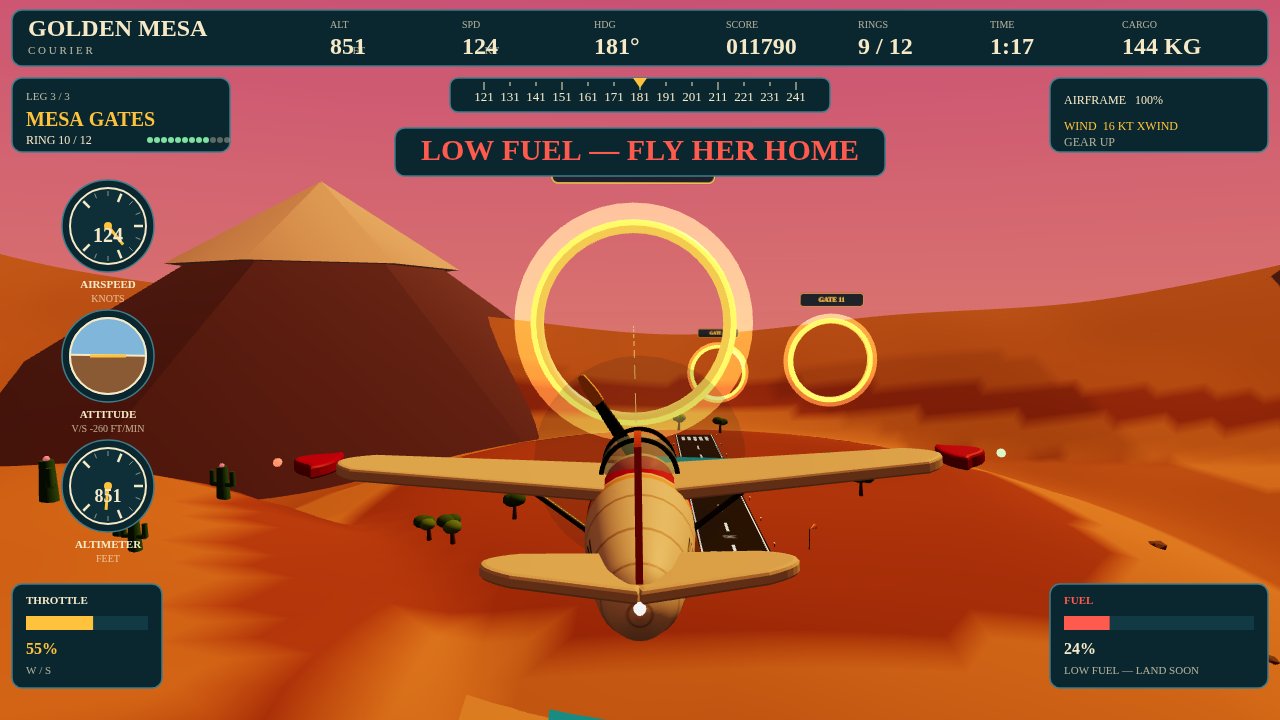 GOLDEN MESA
COURIER
ALT
851
SPD
124
HDG
181°
SCORE
011790
RINGS
9 / 12
TIME
1:17
CARGO
144 KG
LEG 3 / 3
MESA GATES
RING 10 / 12
121 131 141 151 161 171 181 191 201 211 221 231 241
AIRFRAME 100%
WIND 16 KT XWIND
GEAR UP
LOW FUEL — FLY HER HOME
GATE 11
124
AIRSPEED
KNOTS
ATTITUDE
V/S -260 FT/MIN
851
ALTIMETER
FEET
THROTTLE
55%
W / S
FUEL
24%
LOW FUEL — LAND SOON